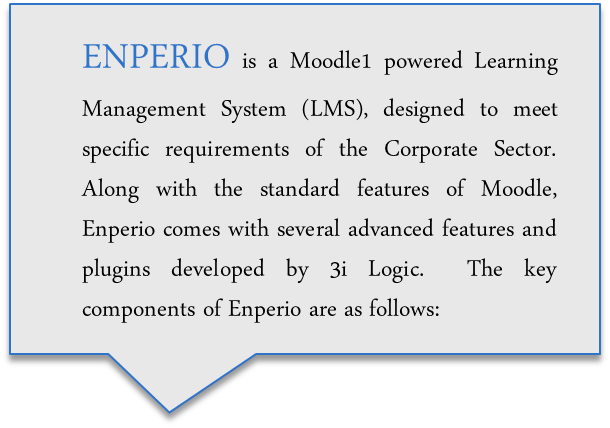 ENPERIO is a Moodle1 powered Learning
Management System (LMS), designed to meet
specific requirements of the Corporate Sector.
Along with the standard features of Moodle,
Enperio comes with several advanced features and
plugins developed by 3i Logic. The key
components of Enperio are as follows: